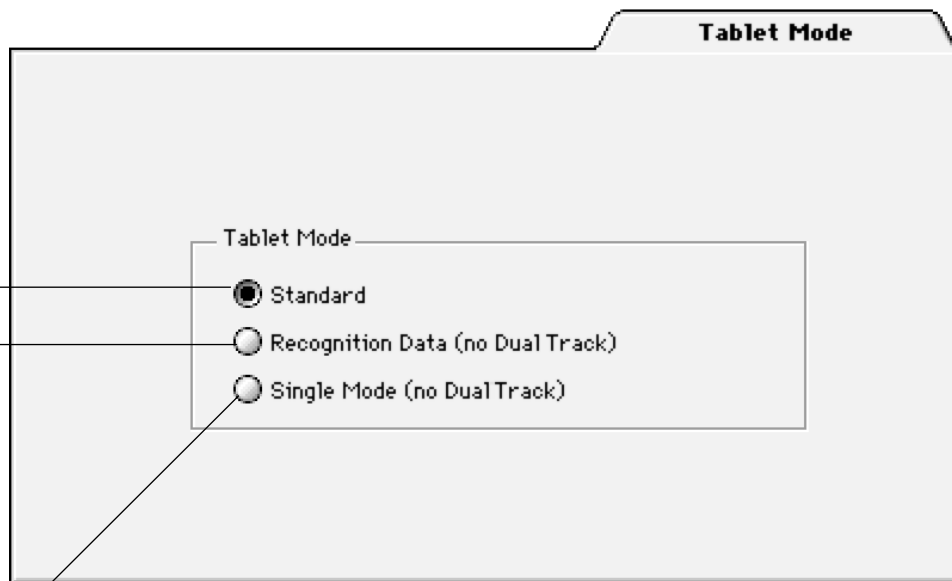 Tablet Mode
Tablet Mode
Standard
Recognition Data (no Dual Track)
Single Mode (no Dual Track)